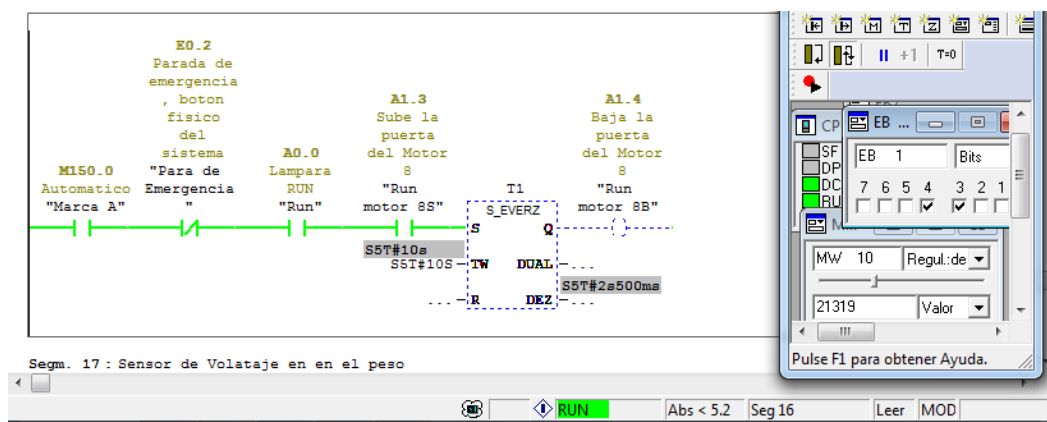 E0.2
Parada de
emergencia
, boton
fisico
del
sistema
"Para de
Emergencia
"
M150.0
Automatico
"Marca A"
A0.0
Lampara
RUN
"Run"
A1.3
Sube la
puerta
del Motor
8
"Run
motor 8S"
T1
S_EVERZ
S Q
S5T#10s
S5T#10S TW DUAL ...
S5T#2s500ms
... R DEZ ...
A1.4
Baja la
puerta
del Motor
8
"Run
motor 8B"
Segm. 17 : Sensor de Volataje en en el peso
RUN Abs < 5.2 Seg 16 Leer MOD
+1 T=0
CP
SF
DP
DC
RU
EB ...
EB 1 Bits
7 6 5 4 3 2 1
MW 10 Regul.:de
21319 Valor
Pulse F1 para obtener Ayuda.